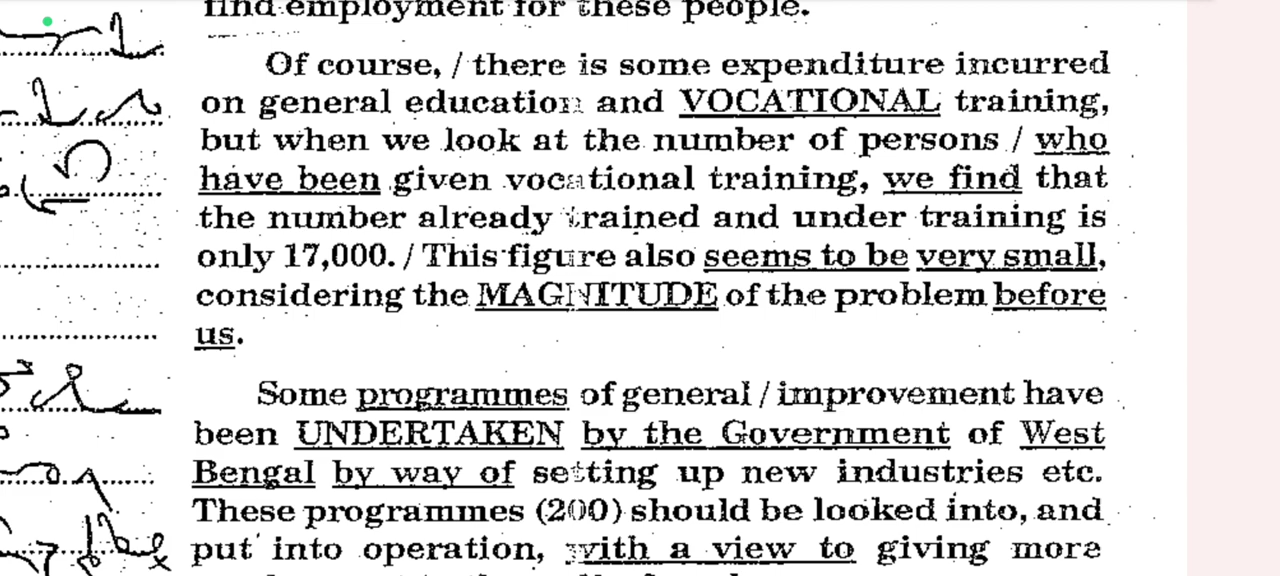 find employment for these people.
Of course, / there is some expenditure incurred
on general education and VOCATIONAL training,
but when we look at the number of persons / who
have been given vocational training, we find that
the number already trained and under training is
only 17,000. / This figure also seems to be very small,
considering the MAGNITUDE of the problem before
us.
Some programmes of general / improvement have
been UNDERTAKEN by the Government of West
Bengal by way of setting up new industries etc.
These programmes (200) should be looked into, and
put into operation, with a view to giving more